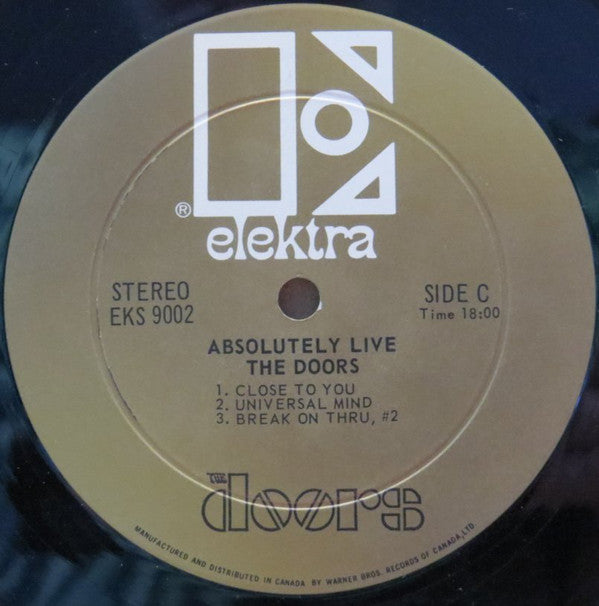 ®
elektra
STEREO
EKS 9002
SIDE C
Time 18:00
ABSOLUTELY LIVE
THE DOORS
1. CLOSE TO YOU
2. UNIVERSAL MIND
3. BREAK ON THRU, #2
THE
doors
MANUFACTURED AND DISTRIBUTED IN CANADA BY WARNER BROS. RECORDS OF CANADA, LTD